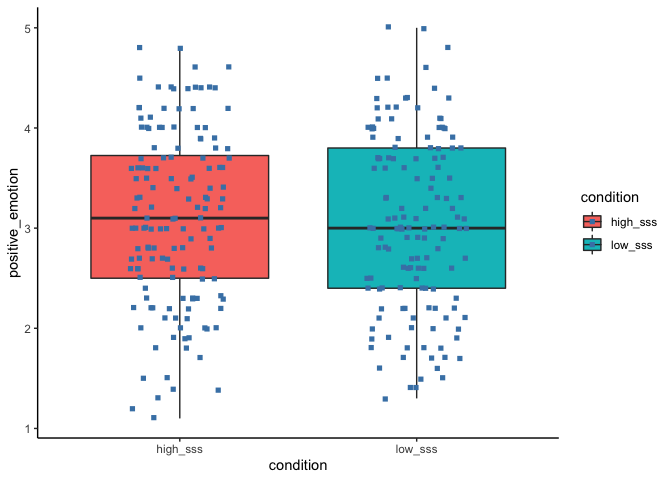 5
4
3
2
1
positive_emotion
high_sss
low_sss
condition
condition
high_sss
low_sss